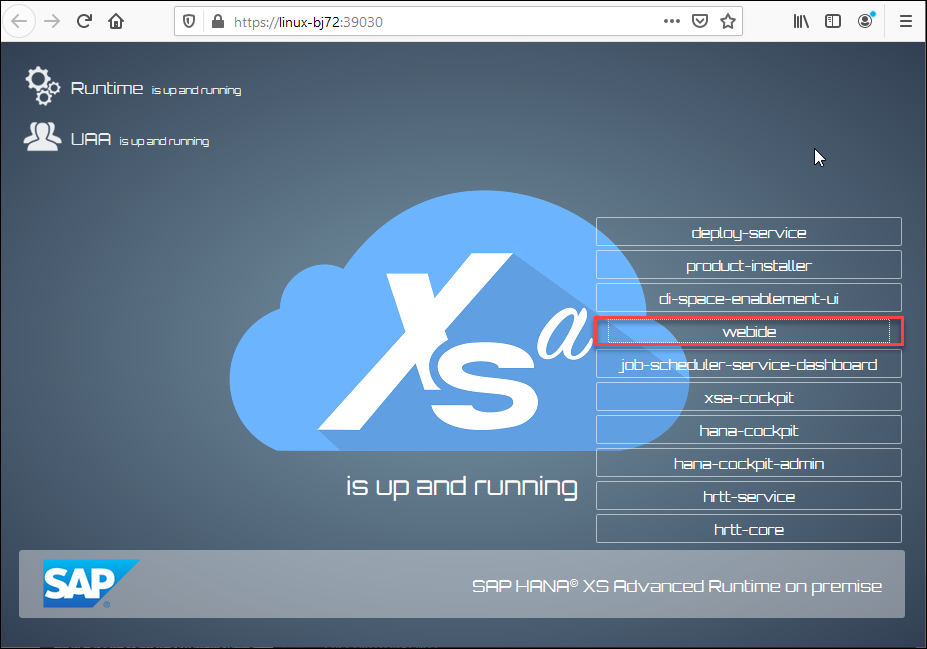 https://linux-bj72:39030
Runtime is up and running
UAA is up and running
XSa
deploy-service
product-installer
di-space-enablement-ui
webide
job-scheduler-service-dashboard
xsa-cockpit
hana-cockpit
hana-cockpit-admin
hrtt-service
hrtt-core
is up and running
SAP®
SAP HANA® XS Advanced Runtime on premise